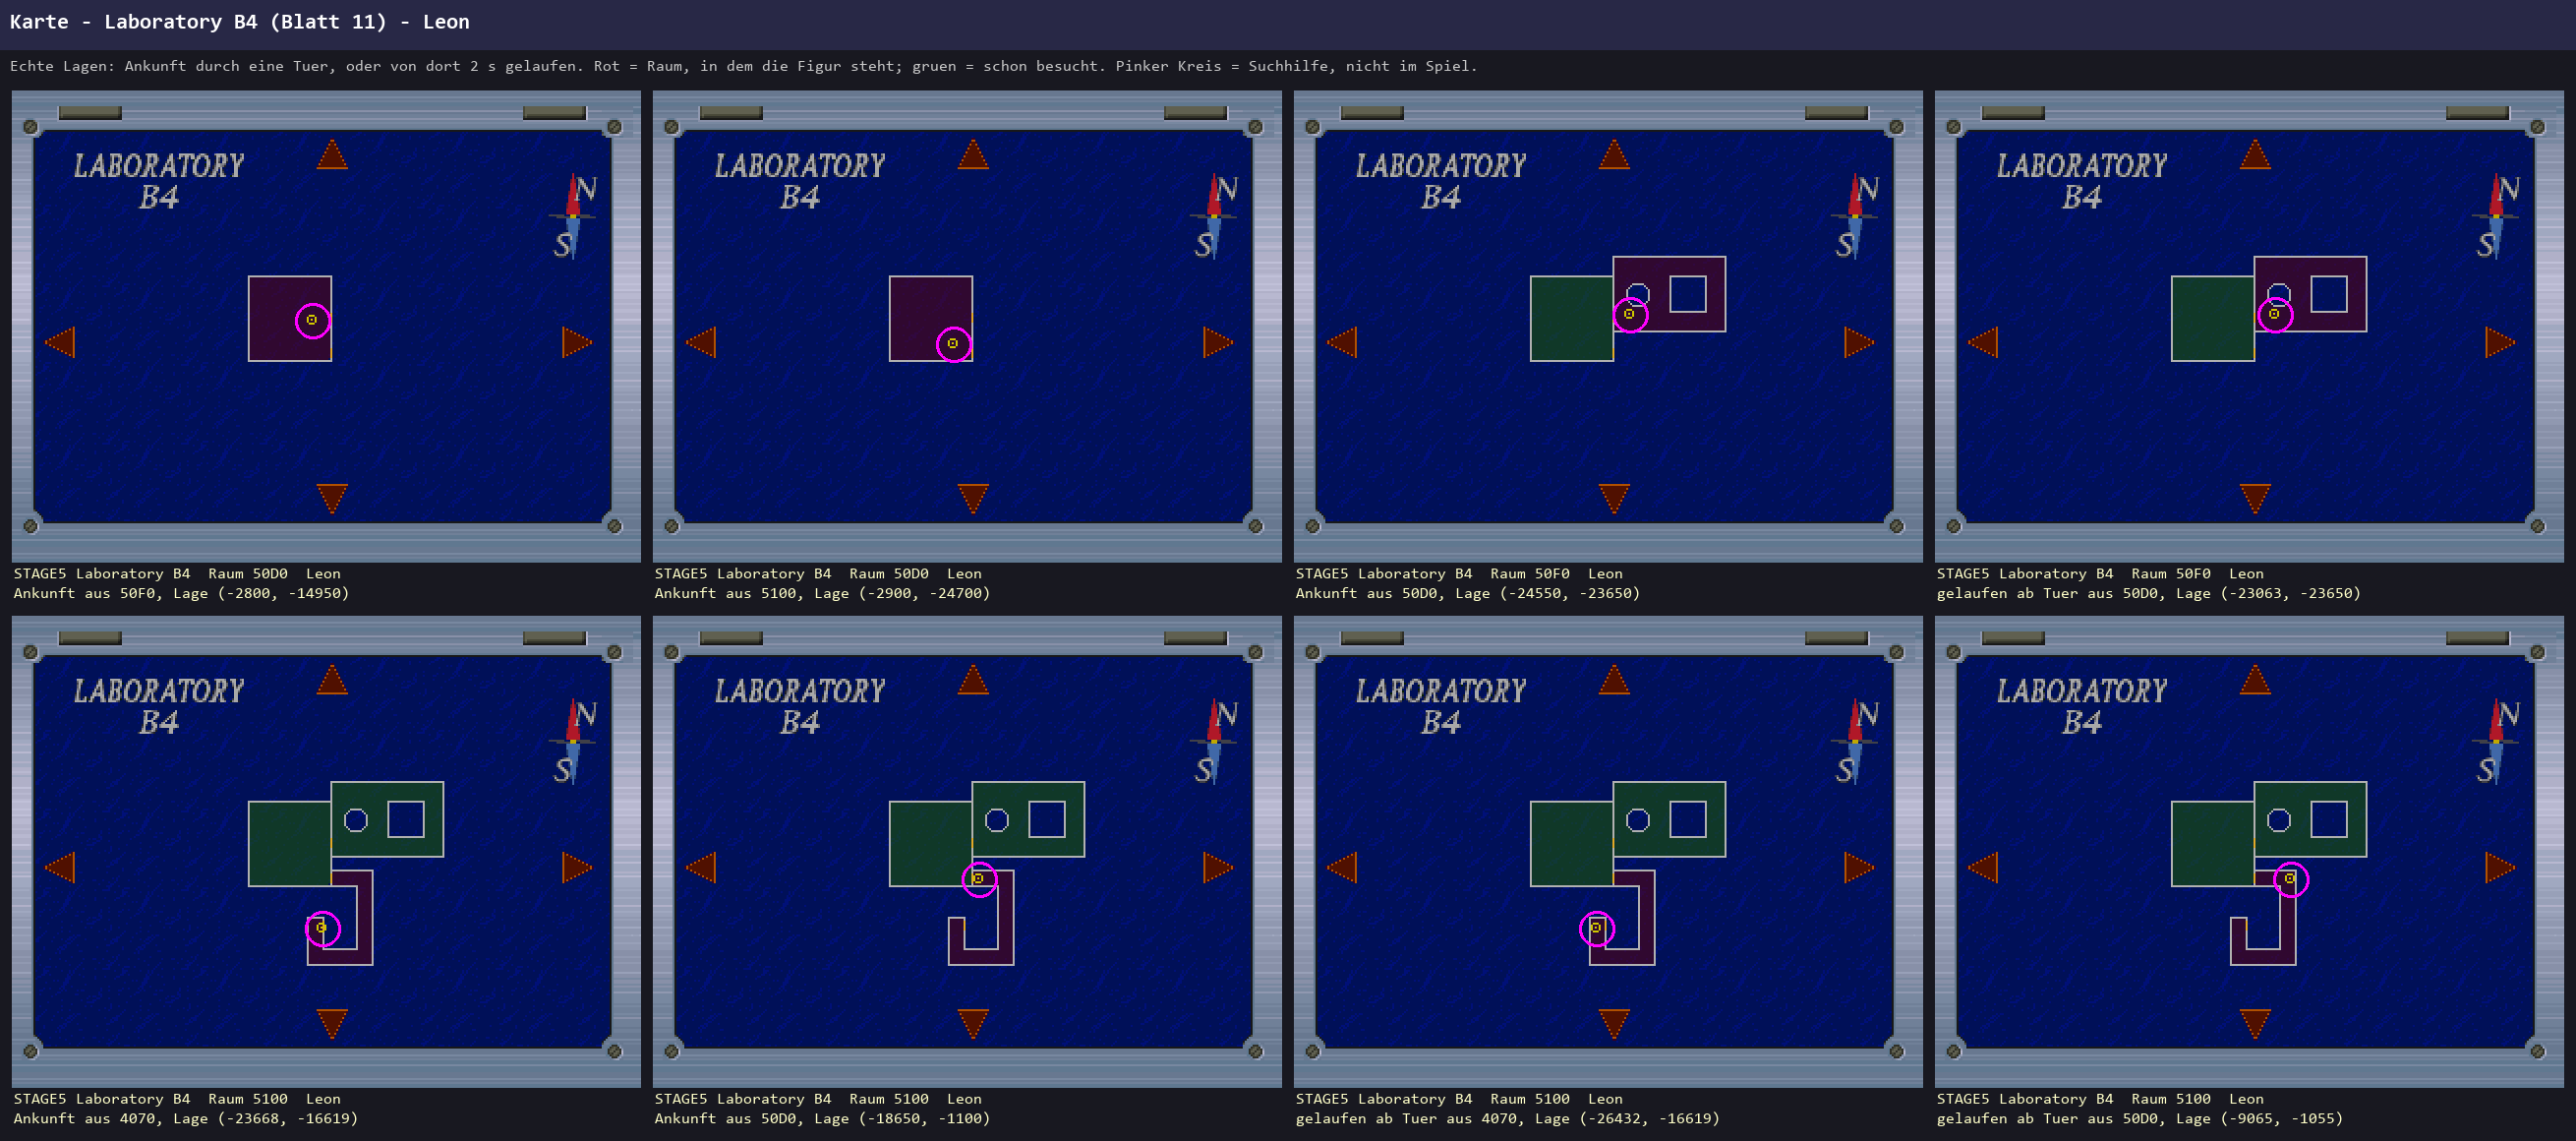 Karte - Laboratory B4 (Blatt 11) - Leon
Echte Lagen: Ankunft durch eine Tuer, oder von dort 2 s gelaufen. Rot = Raum, in dem die Figur steht; gruen = schon besucht. Pinker Kreis = Suchhilfe, nicht im Spiel.
LABORATORY
B4
N
S
STAGE5 Laboratory B4  Raum 50D0  Leon
Ankunft aus 50F0, Lage (-2800, -14950)
LABORATORY
B4
N
S
STAGE5 Laboratory B4  Raum 50D0  Leon
Ankunft aus 5100, Lage (-2900, -24700)
LABORATORY
B4
N
S
STAGE5 Laboratory B4  Raum 50F0  Leon
Ankunft aus 50D0, Lage (-24550, -23650)
LABORATORY
B4
N
S
STAGE5 Laboratory B4  Raum 50F0  Leon
gelaufen ab Tuer aus 50D0, Lage (-23063, -23650)
LABORATORY
B4
N
S
STAGE5 Laboratory B4  Raum 5100  Leon
Ankunft aus 4070, Lage (-23668, -16619)
LABORATORY
B4
N
S
STAGE5 Laboratory B4  Raum 5100  Leon
Ankunft aus 50D0, Lage (-18650, -1100)
LABORATORY
B4
N
S
STAGE5 Laboratory B4  Raum 5100  Leon
gelaufen ab Tuer aus 4070, Lage (-26432, -16619)
LABORATORY
B4
N
S
STAGE5 Laboratory B4  Raum 5100  Leon
gelaufen ab Tuer aus 50D0, Lage (-9065, -1055)